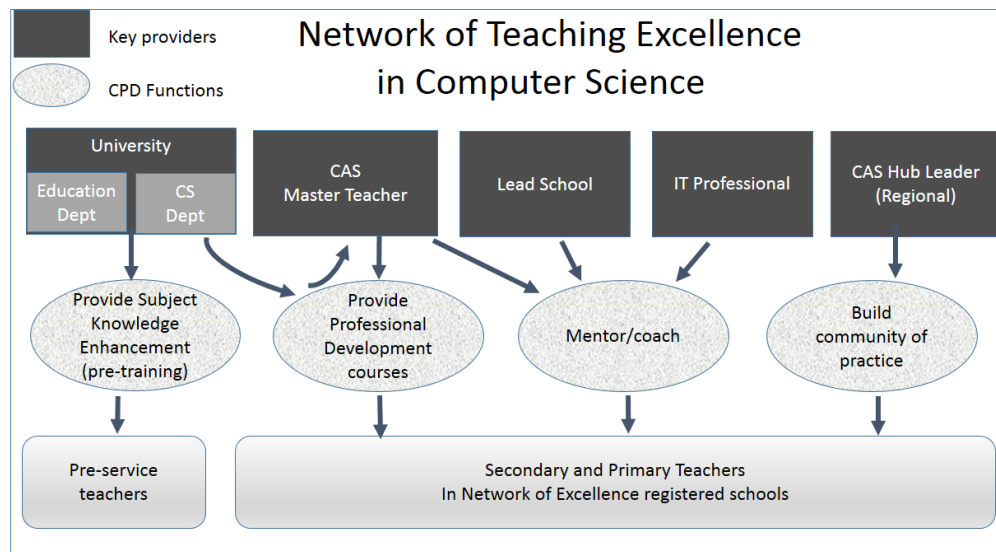 Key providers
CPD Functions
Network of Teaching Excellence
in Computer Science
University
Education
Dept
CS
Dept
CAS
Master Teacher
Lead School
IT Professional
CAS Hub Leader
(Regional)
Provide Subject
Knowledge
Enhancement
(pre-training)
Provide
Professional
Development
courses
Mentor/coach
Build
community of
practice
Pre-service
teachers
Secondary and Primary Teachers
In Network of Excellence registered schools